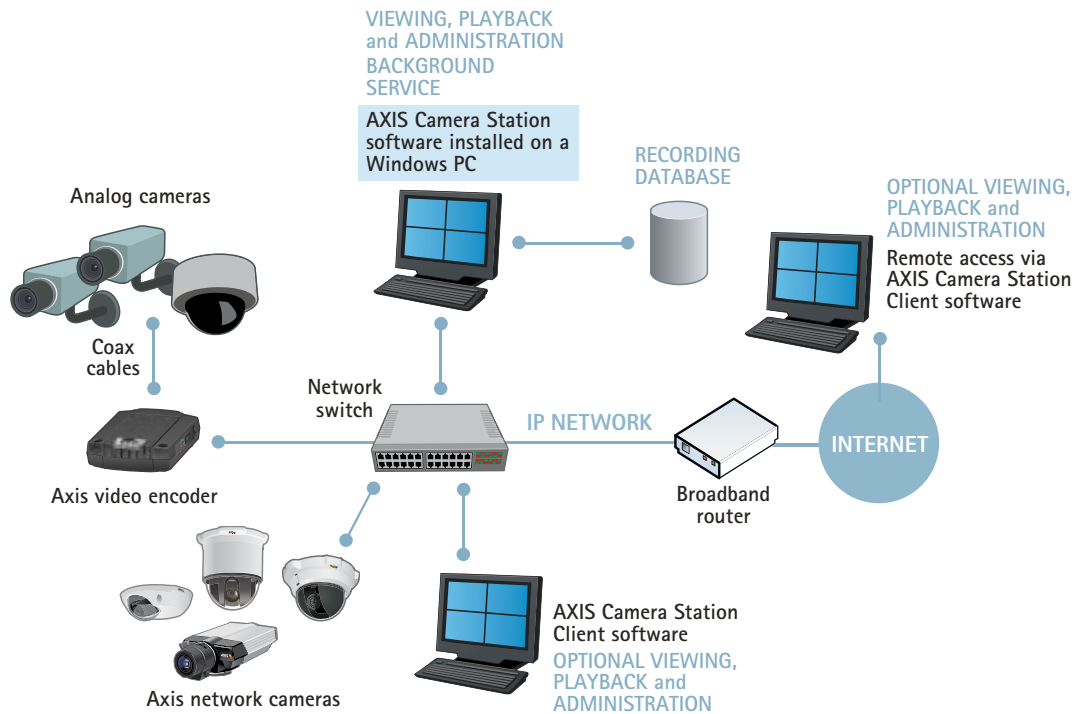 VIEWING, PLAYBACK
and ADMINISTRATION
BACKGROUND
SERVICE
AXIS Camera Station
software installed on a
Windows PC
RECORDING
DATABASE
OPTIONAL VIEWING,
PLAYBACK and
ADMINISTRATION
Remote access via
AXIS Camera Station
Client software
Analog cameras
Coax
cables
Network
switch
IP NETWORK
INTERNET
Axis video encoder
Broadband
router
AXIS Camera Station
Client software
OPTIONAL VIEWING,
PLAYBACK and
ADMINISTRATION
Axis network cameras